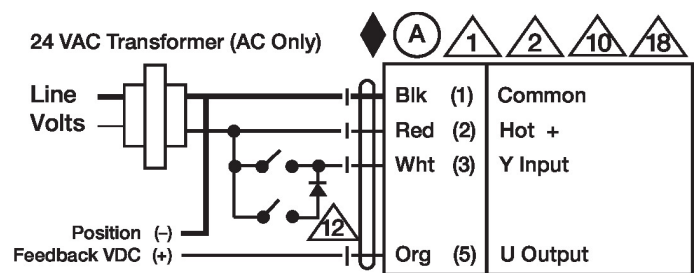 24 VAC Transformer (AC Only)
A 1 2 10 18
Line
Volts
Blk (1) Common
Red (2) Hot +
Wht (3) Y Input
12
Position (–)
Feedback VDC (+)
Org (5) U Output